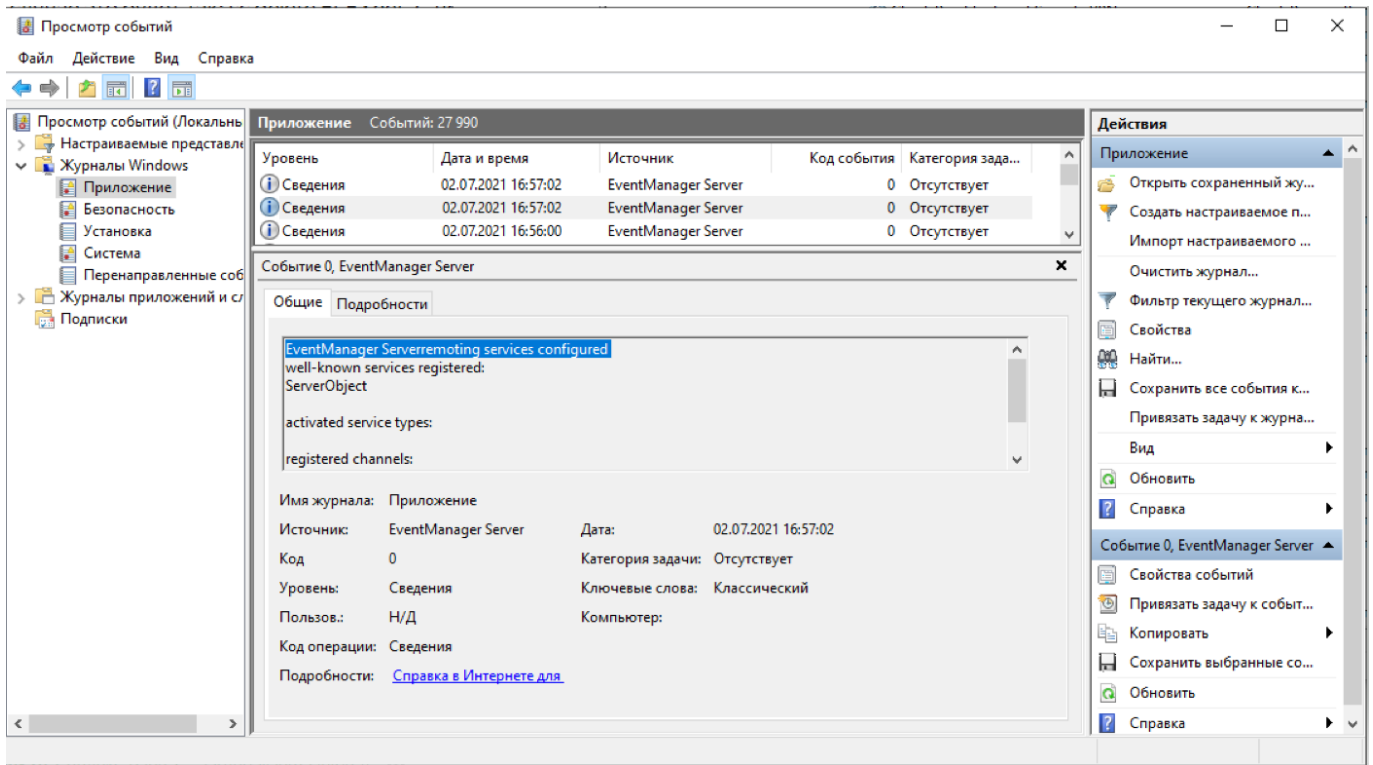 Просмотр событий
Файл Действие Вид Справка
Просмотр событий (Локальнь
Настраиваемые представле
Журналы Windows
Приложение
Безопасность
Установка
Система
Перенаправленные соб
Журналы приложений и сл
Подписки
Приложение Событий: 27 990
Уровень Дата и время Источник Код события Категория зада...
Сведения 02.07.2021 16:57:02 EventManager Server 0 Отсутствует
Сведения 02.07.2021 16:57:02 EventManager Server 0 Отсутствует
Сведения 02.07.2021 16:56:00 EventManager Server 0 Отсутствует
Событие 0, EventManager Server
Общие Подробности
EventManager Serverremoting services configured
well-known services registered:
ServerObject
activated service types:
registered channels:
Имя журнала: Приложение
Источник: EventManager Server Дата: 02.07.2021 16:57:02
Код 0 Категория задачи: Отсутствует
Уровень: Сведения Ключевые слова: Классический
Пользов.: Н/Д Компьютер:
Код операции: Сведения
Подробности: Справка в Интернете для
Действия
Приложение
Открыть сохраненный жу...
Создать настраиваемое п...
Импорт настраиваемого ...
Очистить журнал...
Фильтр текущего журнал...
Свойства
Найти...
Сохранить все события к...
Привязать задачу к журна...
Вид
Обновить
Справка
Событие 0, EventManager Server
Свойства событий
Привязать задачу к событ...
Копировать
Сохранить выбранные со...
Обновить
Справка